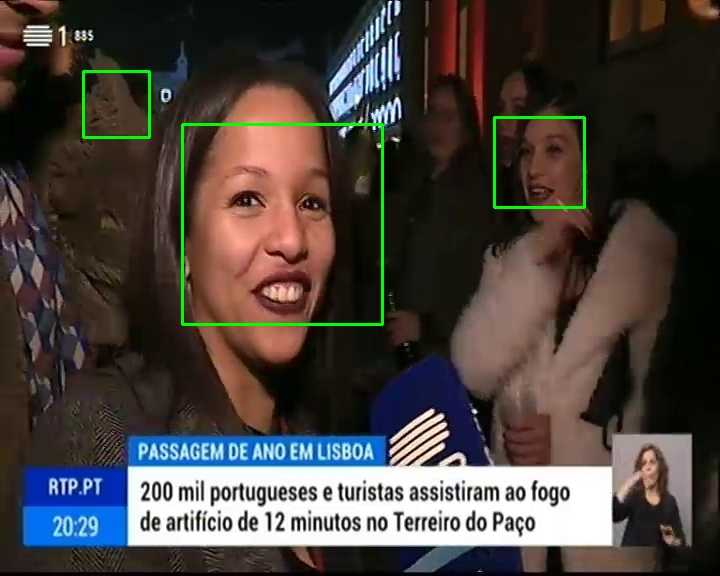 1 885
PASSAGEM DE ANO EM LISBOA
RTP.PT
200 mil portugueses e turistas assistiram ao fogo
20:29
de artifício de 12 minutos no Terreiro do Paço